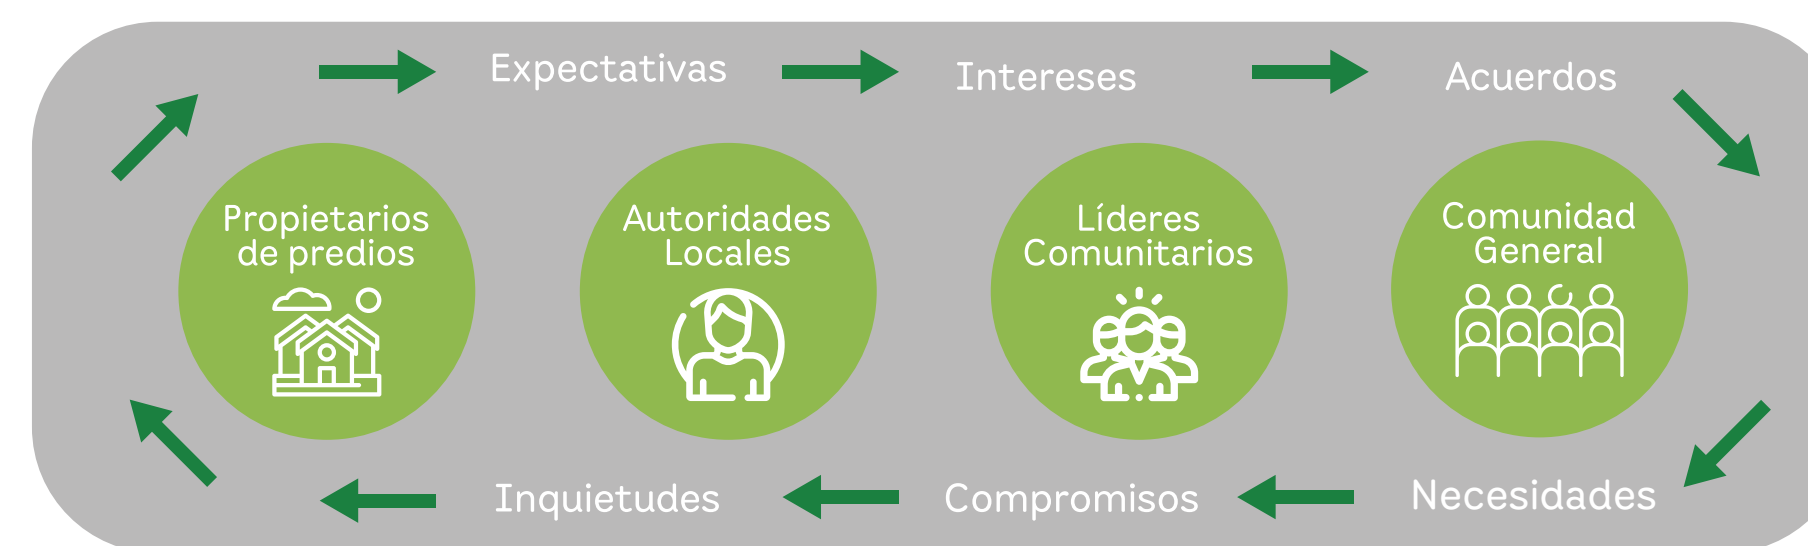 Expectativas
Intereses
Acuerdos
Propietarios
de predios
Autoridades
Locales
Líderes
Comunitarios
Comunidad
General
Inquietudes
Compromisos
Necesidades